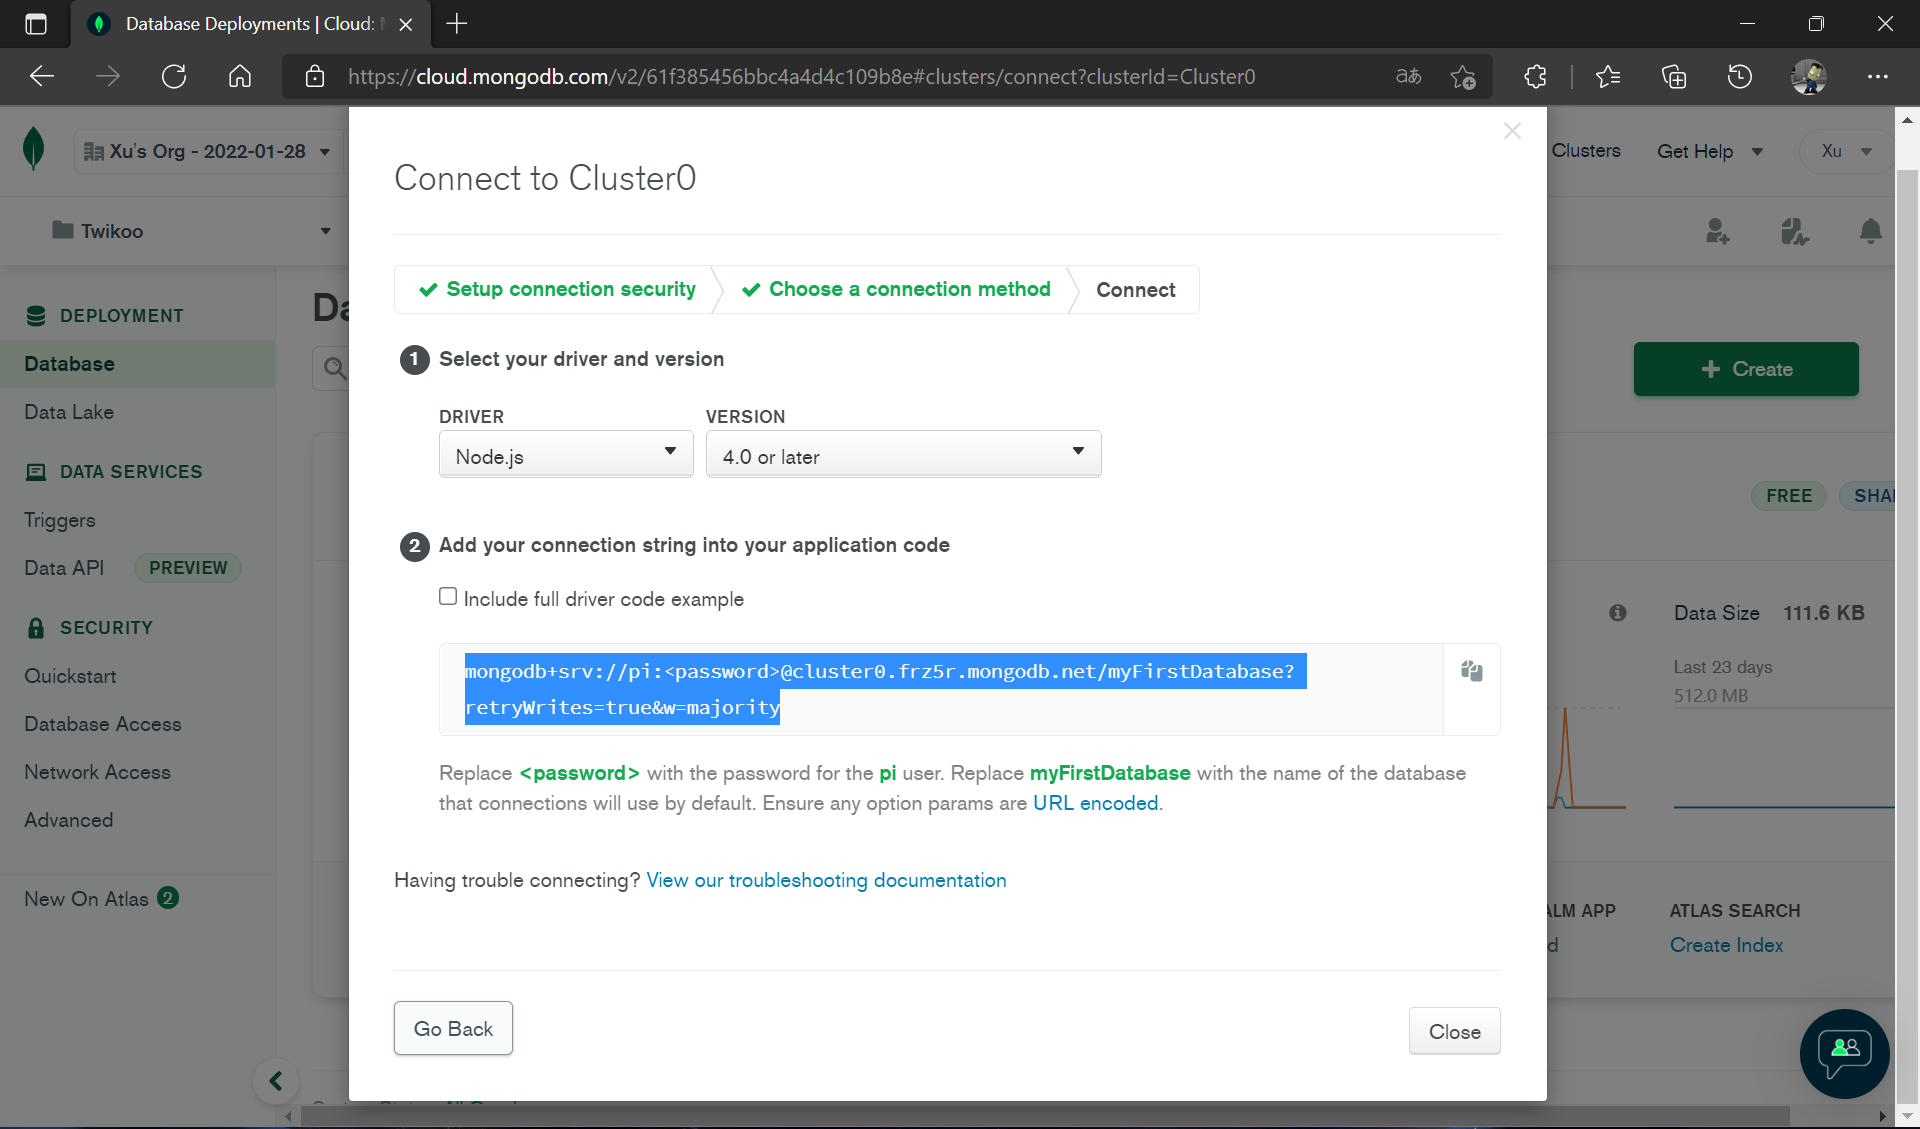 Database Deployments | Cloud:
https://cloud.mongodb.com/v2/61f385456bbc4a4d4c109b8e#clusters/connect?clusterId=Cluster0
aあ
Xu's Org - 2022-01-28
Clusters
Get Help
Xu
Twikoo
DEPLOYMENT
Database
Data Lake
DATA SERVICES
Triggers
Data API
PREVIEW
SECURITY
Quickstart
Database Access
Network Access
Advanced
New On Atlas 2
Da
Connect to Cluster0
Setup connection security
Choose a connection method
Connect
1 Select your driver and version
DRIVER
VERSION
Node.js
4.0 or later
2 Add your connection string into your application code
Include full driver code example
mongodb+srv://pi:<password>@cluster0.frz5r.mongodb.net/myFirstDatabase?
retryWrites=true&w=majority
Replace <password> with the password for the pi user. Replace myFirstDatabase with the name of the database
that connections will use by default. Ensure any option params are URL encoded.
Having trouble connecting? View our troubleshooting documentation
Go Back
Close
+ Create
FREE
SHA
Data Size 111.6 KB
Last 23 days
512.0 MB
ALM APP
d
ATLAS SEARCH
Create Index